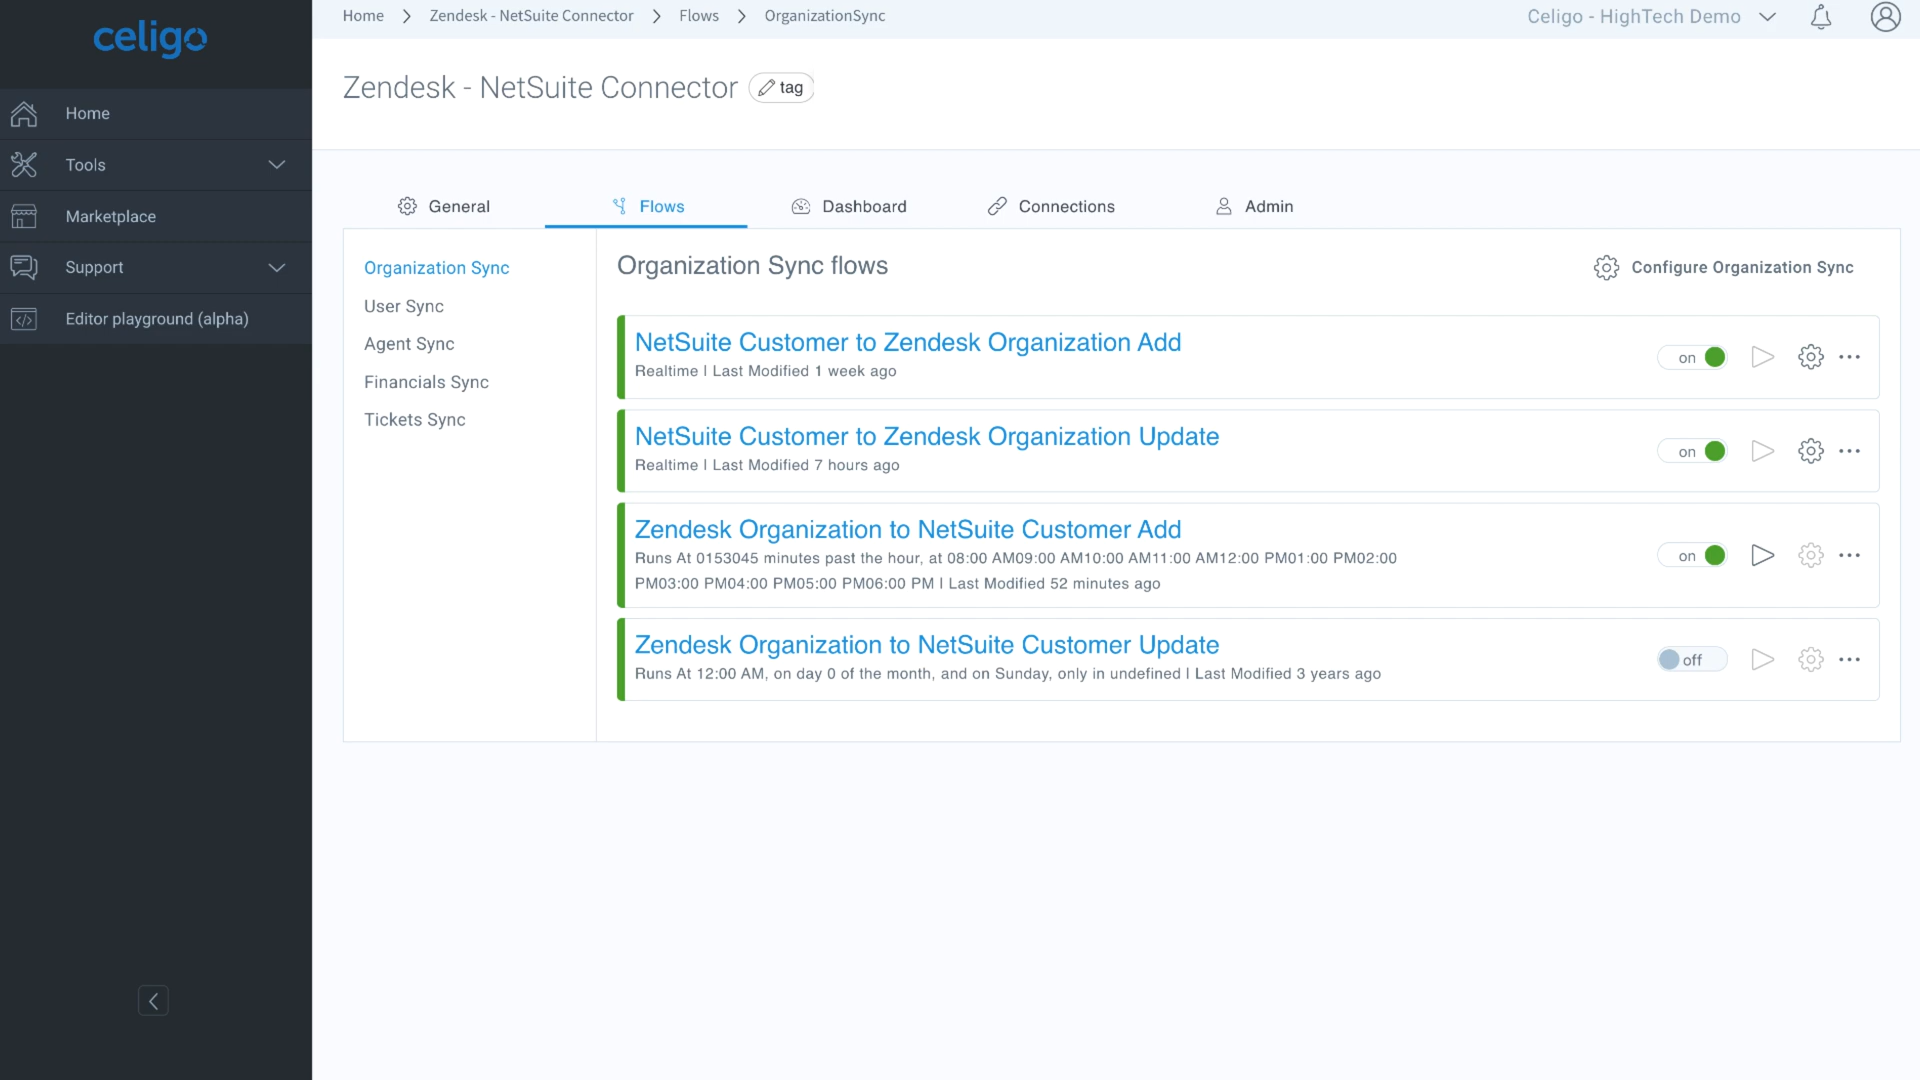 celigo
Home
Tools
Marketplace
Support
Editor playground (alpha)
Home > Zendesk - NetSuite Connector > Flows > OrganizationSync
Celigo - HighTech Demo
Zendesk - NetSuite Connector
tag
General
Flows
Dashboard
Connections
Admin
Organization Sync
User Sync
Agent Sync
Financials Sync
Tickets Sync
Organization Sync flows
Configure Organization Sync
NetSuite Customer to Zendesk Organization Add
Realtime | Last Modified 1 week ago
on
NetSuite Customer to Zendesk Organization Update
Realtime | Last Modified 7 hours ago
on
Zendesk Organization to NetSuite Customer Add
Runs At 0153045 minutes past the hour, at 08:00 AM09:00 AM10:00 AM11:00 AM12:00 PM01:00 PM02:00
PM03:00 PM04:00 PM05:00 PM06:00 PM | Last Modified 52 minutes ago
on
Zendesk Organization to NetSuite Customer Update
Runs At 12:00 AM, on day 0 of the month, and on Sunday, only in undefined | Last Modified 3 years ago
off